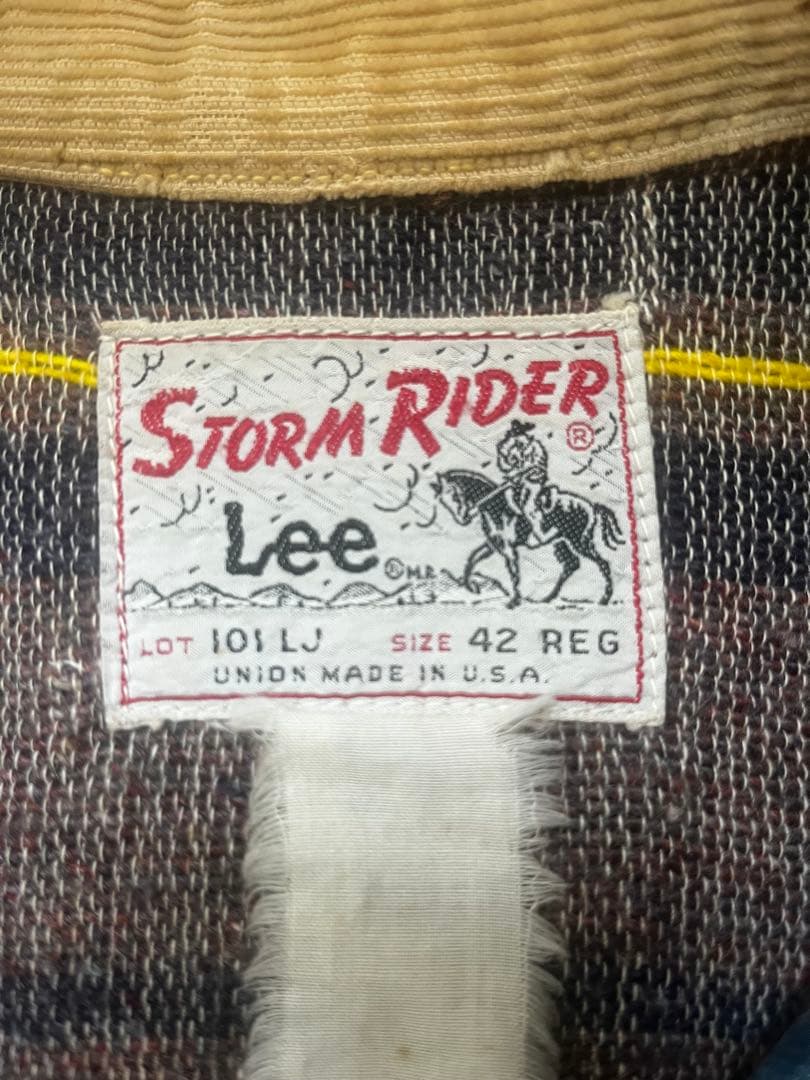 STORM RIDER ®
Lee ® M.R.
LOT 101 LJ SIZE 42 REG
UNION MADE IN U.S.A.